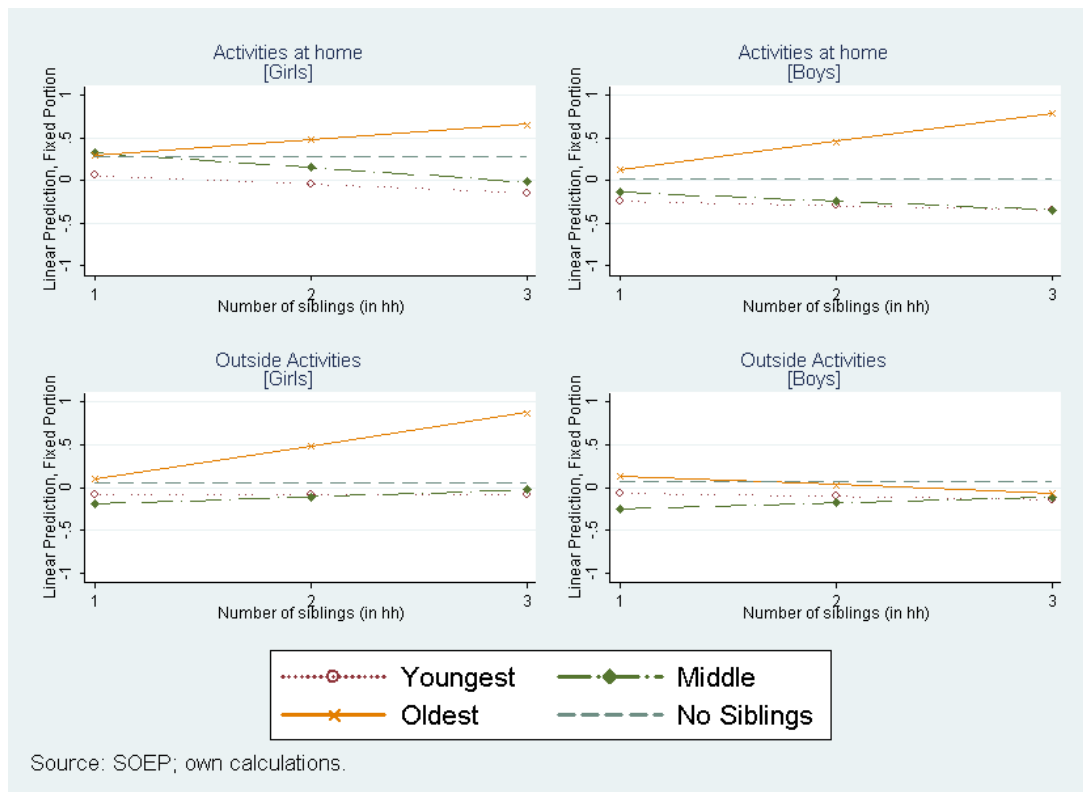 Activities at home
[Girls]
Linear Prediction, Fixed Portion
1
.5
0
-.5
-1
1
2
3
Number of siblings (in hh)
Activities at home
[Boys]
Linear Prediction, Fixed Portion
1
.5
0
-.5
-1
1
2
3
Number of siblings (in hh)
Outside Activities
[Girls]
Linear Prediction, Fixed Portion
1
.5
0
-.5
-1
1
2
3
Number of siblings (in hh)
Outside Activities
[Boys]
Linear Prediction, Fixed Portion
1
.5
0
-.5
-1
1
2
3
Number of siblings (in hh)
Youngest
Middle
Oldest
No Siblings
Source: SOEP; own calculations.